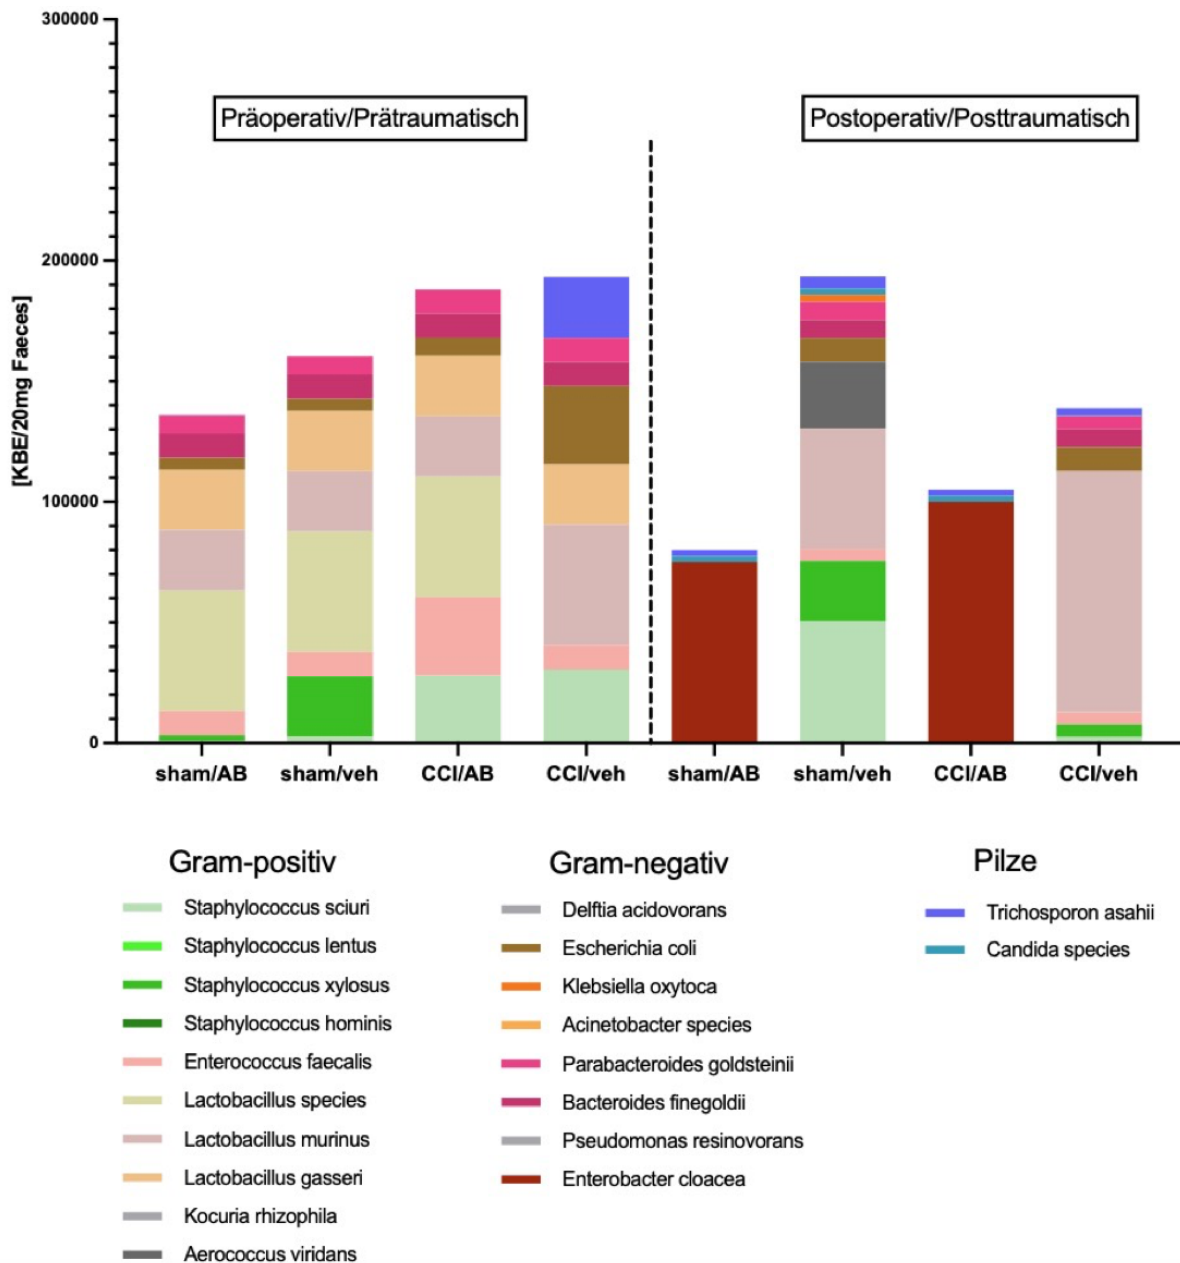 300000
Präoperativ/Prätraumatisch
Postoperativ/Posttraumatisch
200000
[KBE/20mg Faeces]
100000
0
sham/AB sham/veh CCI/AB CCI/veh sham/AB sham/veh CCI/AB CCI/veh
Gram-positiv
Staphylococcus sciuri
Staphylococcus lentus
Staphylococcus xylosus
Staphylococcus hominis
Enterococcus faecalis
Lactobacillus species
Lactobacillus murinus
Lactobacillus gasseri
Kocuria rhizophila
Aerococcus viridans
Gram-negativ
Delftia acidovorans
Escherichia coli
Klebsiella oxytoca
Acinetobacter species
Parabacteroides goldsteinii
Bacteroides finegoldii
Pseudomonas resinovorans
Enterobacter cloacea
Pilze
Trichosporon asahii
Candida species